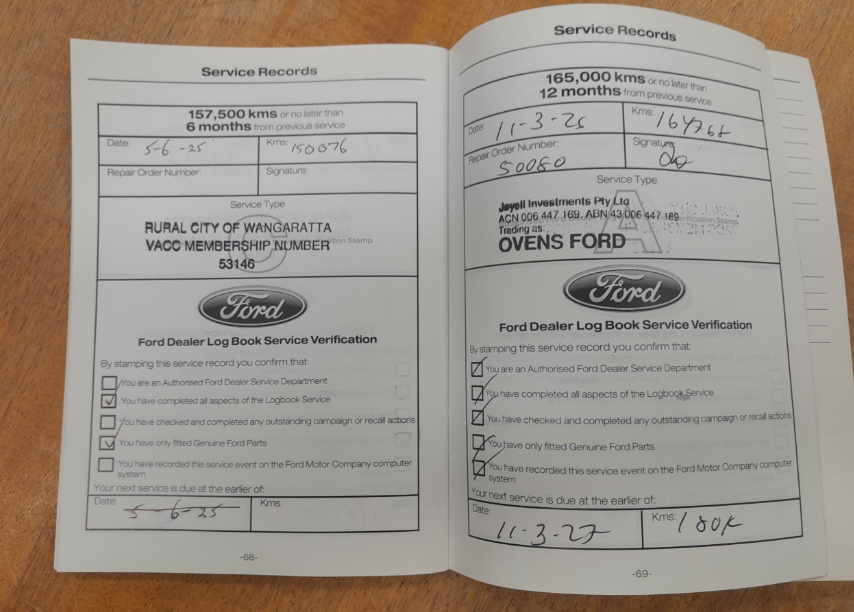 Service Records
157,500 kms or no later than
6 months from previous service
Date: 5-6-25
Kms: 150076
Repair Order Number:
Signature:
Service Type
C
RURAL CITY OF WANGARATTA
VACC MEMBERSHIP NUMBER
53146
Ford
Ford Dealer Log Book Service Verification
By stamping this service record you confirm that:
You are an Authorised Ford Dealer Service Department
You have completed all aspects of the Logbook Service
You have checked and completed any outstanding campaign or recall actions
You have only fitted Genuine Ford Parts
You have recorded this service event on the Ford Motor Company computer
system
Your next service is due at the earlier of:
Date: 5-6-25
Kms:
-68-
Service Records
165,000 kms or no later than
12 months from previous service
Date: 11-3-25
Kms: 164768
Repair Order Number:
50080
Signature:
Service Type
A
Jayell Investments Pty Ltd
ACN 006 447 169. ABN 43 006 447 169
Trading as:
OVENS FORD
Ford
Ford Dealer Log Book Service Verification
By stamping this service record you confirm that:
You are an Authorised Ford Dealer Service Department
You have completed all aspects of the Logbook Service
You have checked and completed any outstanding campaign or recall actions
You have only fitted Genuine Ford Parts
You have recorded this service event on the Ford Motor Company computer
system
Your next service is due at the earlier of:
Date: 11-3-27
Kms: 180K
-69-